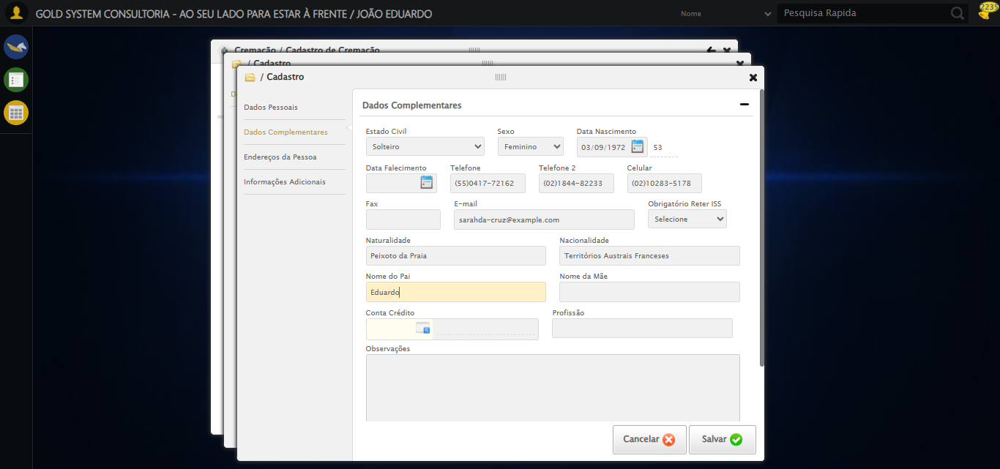 GOLD SYSTEM CONSULTORIA - AO SEU LADO PARA ESTAR À FRENTE / JOÃO EDUARDO
Nome
Pesquisa Rapida
2235
Cremação / Cadastro de Cremação
/ Cadastro
D
/ Cadastro
Dados Pessoais
Dados Complementares
Endereços da Pessoa
Informações Adicionais
Dados Complementares
Estado Civil Sexo Data Nascimento
Solteiro Feminino 03/09/1972 53
Data Falecimento Telefone Telefone 2 Celular
(55)0417-72162 (02)1844-82233 (02)10283-5178
Fax E-mail Obrigatório Reter ISS
sarahda-cruz@example.com Selecione
Naturalidade Nacionalidade
Peixoto da Praia Territórios Austrais Franceses
Nome do Pai Nome da Mãe
Eduardo
Conta Crédito Profissão
Observações
Cancelar Salvar